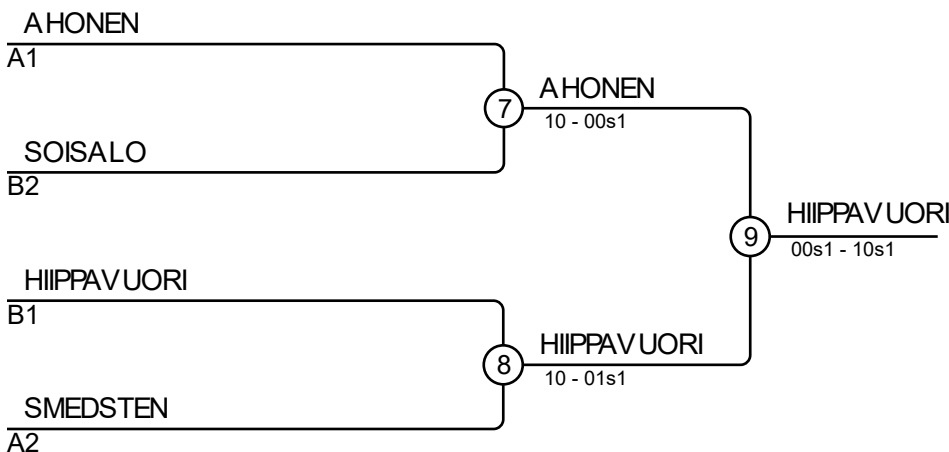 AHONEN
A1
7
AHONEN
10 - 00s1
SOISALO
B2
HIIPPAVUORI
9
00s1 - 10s1
HIIPPAVUORI
B1
8
HIIPPAVUORI
10 - 01s1
SMEDSTEN
A2